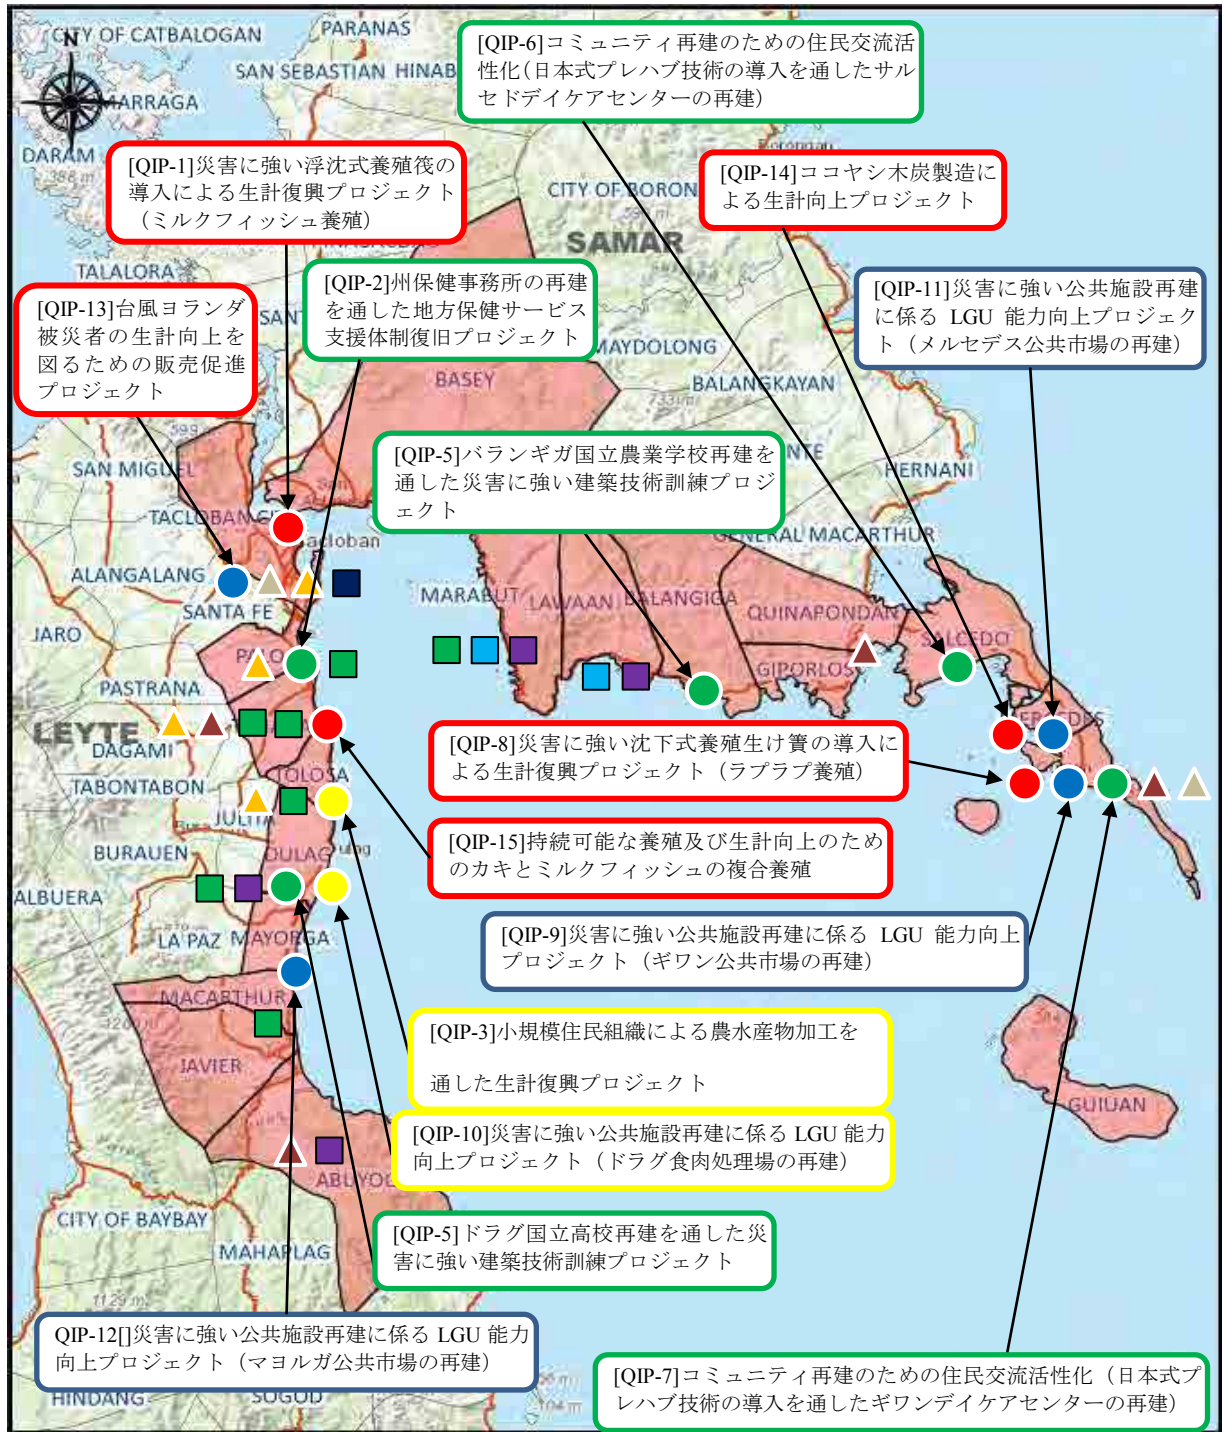 CITY OF CATBALOGAN
PARANAS
N
SAN SEBASTIAN
HINAB
MARRAGA
DARAM
[QIP-6]コミュニティ再建のための住民交流活
性化（日本式プレハブ技術の導入を通したサル
セドデイケアセンターの再建）
[QIP-1]災害に強い浮沈式養殖筏の
導入による生計復興プロジェクト
（ミルクフィッシュ養殖）
[QIP-14]ココヤシ木炭製造に
よる生計向上プロジェクト
CITY OF BORON
SAMAR
TALALORA
[QIP-2]州保健事務所の再建
を通した地方保健サービス
支援体制復旧プロジェクト
[QIP-11]災害に強い公共施設再建
に係る LGU 能力向上プロジェク
ト（メルセデス公共市場の再建）
[QIP-13]台風ヨランダ
被災者の生計向上を
図るための販売促進
プロジェクト
MAYDOLONG
BASEY
BALANGKAYAN
[QIP-5]バランギガ国立農業学校再建を
通した災害に強い建築技術訓練プロジ
ェクト
SAN MIGUEL
HERNANI
TACLOBAN
GENERAL MACARTHUR
ALANGALANG
SANTA FE
MARABUT
LAWAAN
BALANGIGA
QUINAPONDAN
JARO
SALCEDO
GIPORLOS
PASTRANA
LEYTE
DAGAMI
[QIP-8]災害に強い沈下式養殖生け簀の導入に
よる生計復興プロジェクト（ラプラプ養殖）
TOLOSA
TABONTABON
JULITA
[QIP-15]持続可能な養殖及び生計向上のため
のカキとミルクフィッシュの複合養殖
BURAUEN
DULAG
ALBUERA
LA PAZ
MAYORGA
[QIP-9]災害に強い公共施設再建に係る LGU 能力向上
プロジェクト（ギワン公共市場の再建）
MACARTHUR
[QIP-3]小規模住民組織による農水産物加工を
通した生計復興プロジェクト
JAVIER
GUIUAN
[QIP-10]災害に強い公共施設再建に係る LGU 能力
向上プロジェクト（ドラグ食肉処理場の再建）
ABUYOG
CITY OF BAYBAY
MAHAPLAG
[QIP-5]ドラグ国立高校再建を通した災
害に強い建築技術訓練プロジェクト
QIP-12[]災害に強い公共施設再建に係る LGU 能力
向上プロジェクト（マヨルガ公共市場の再建）
[QIP-7]コミュニティ再建のための住民交流活性化（日本式プ
レハブ技術の導入を通したギワンデイケアセンターの再建）
HINDANG
SOGOD